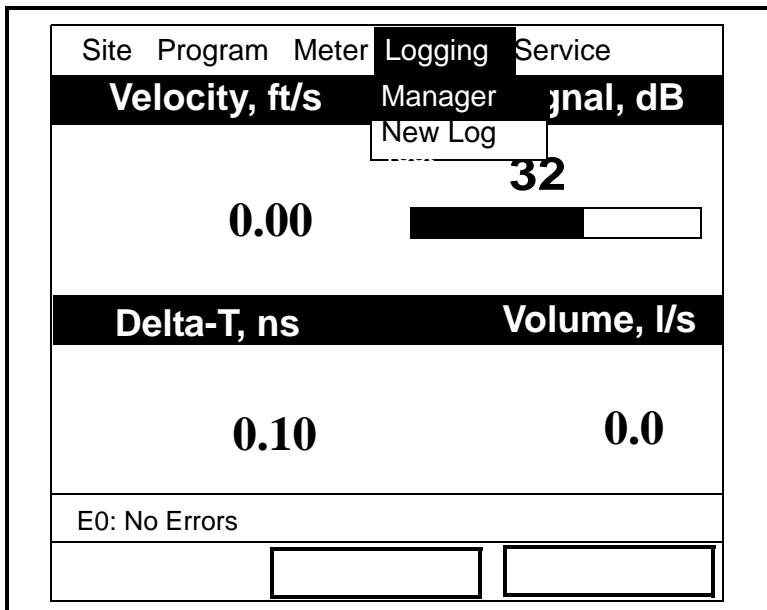 Site Program Meter Logging Service
Velocity, ft/s gnal, dB
Manager
New Log
32
0.00
Delta-T, ns Volume, l/s
0.10 0.0
E0: No Errors